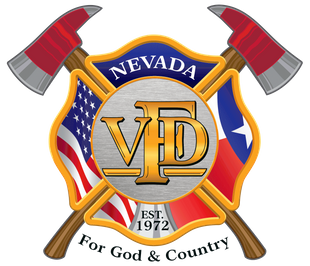 NEVADA
VFD
EST.
1972
For God & Country